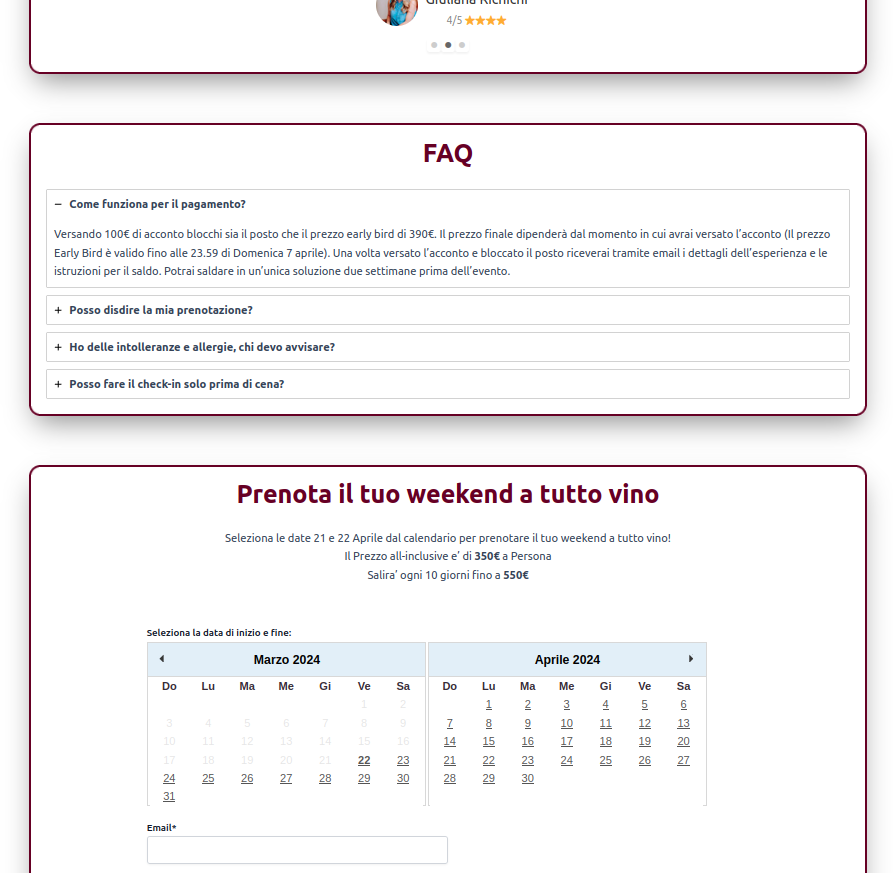 Giuliana Richichi
4/5
FAQ
− Come funziona per il pagamento?
Versando 100€ di acconto blocchi sia il posto che il prezzo early bird di 390€. Il prezzo finale dipenderà dal momento in cui avrai versato l’acconto (Il prezzo
Early Bird è valido fino alle 23.59 di Domenica 7 aprile). Una volta versato l’acconto e bloccato il posto riceverai tramite email i dettagli dell’esperienza e le
istruzioni per il saldo. Potrai saldare in un’unica soluzione due settimane prima dell’evento.
+ Posso disdire la mia prenotazione?
+ Ho delle intolleranze e allergie, chi devo avvisare?
+ Posso fare il check-in solo prima di cena?
Prenota il tuo weekend a tutto vino
Seleziona le date 21 e 22 Aprile dal calendario per prenotare il tuo weekend a tutto vino!
Il Prezzo all-inclusive e’ di 350€ a Persona
Salira’ ogni 10 giorni fino a 550€
Seleziona la data di inizio e fine:
Marzo 2024
Do Lu Ma Me Gi Ve Sa
1 2
3 4 5 6 7 8 9
10 11 12 13 14 15 16
17 18 19 20 21 22 23
24 25 26 27 28 29 30
31
Aprile 2024
Do Lu Ma Me Gi Ve Sa
1 2 3 4 5 6
7 8 9 10 11 12 13
14 15 16 17 18 19 20
21 22 23 24 25 26 27
28 29 30
Email*